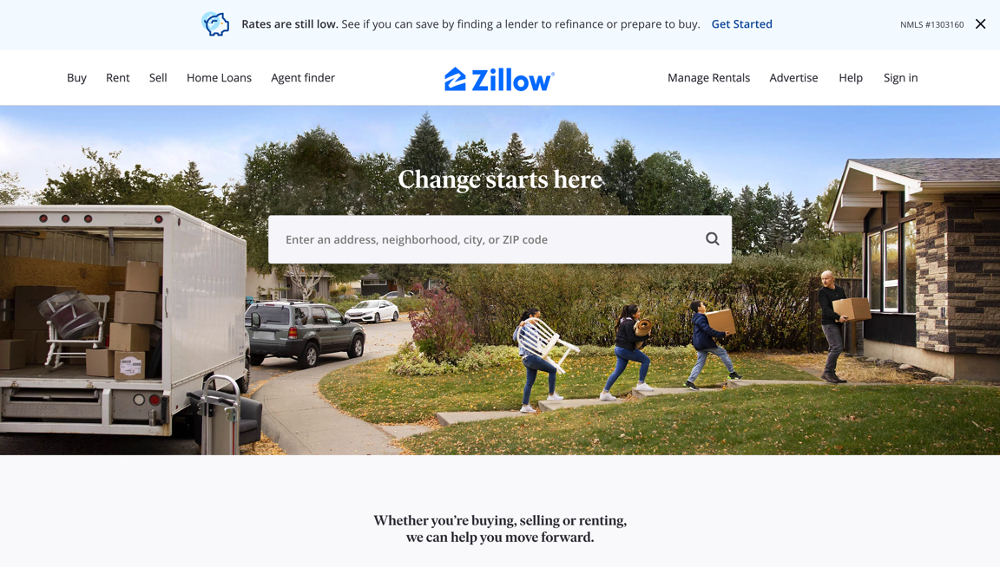 Rates are still low. See if you can save by finding a lender to refinance or prepare to buy. Get Started NMLS #1303160
Buy Rent Sell Home Loans Agent finder Zillow® Manage Rentals Advertise Help Sign in
Change starts here
Enter an address, neighborhood, city, or ZIP code
Whether you're buying, selling or renting,
we can help you move forward.